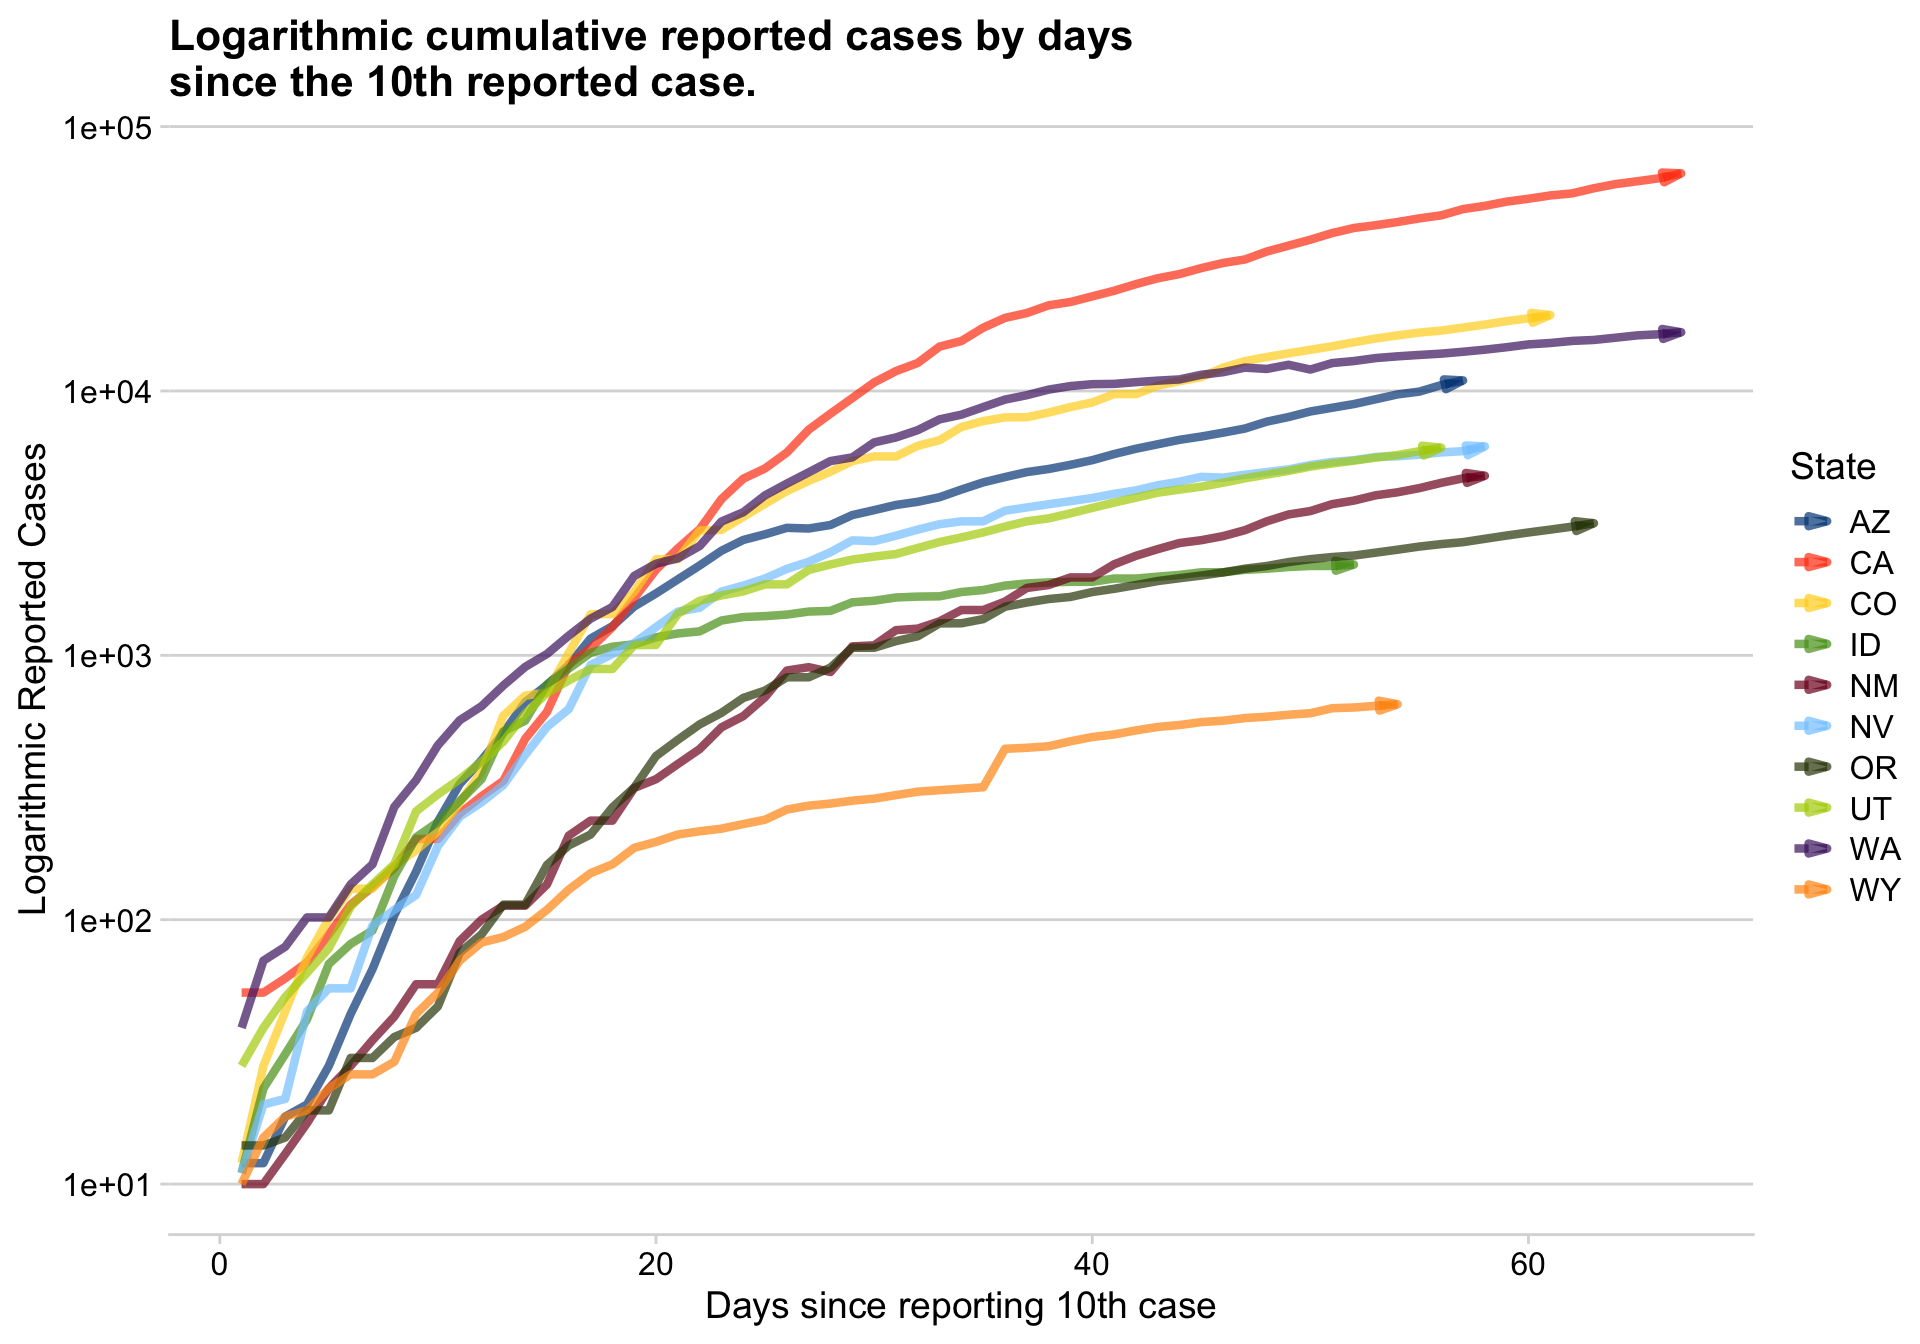 Logarithmic cumulative reported cases by days
since the 10th reported case.
1e+05
1e+04
1e+03
1e+02
1e+01
Logarithmic Reported Cases
0
20
40
60
Days since reporting 10th case
State
AZ
CA
CO
ID
NM
NV
OR
UT
WA
WY